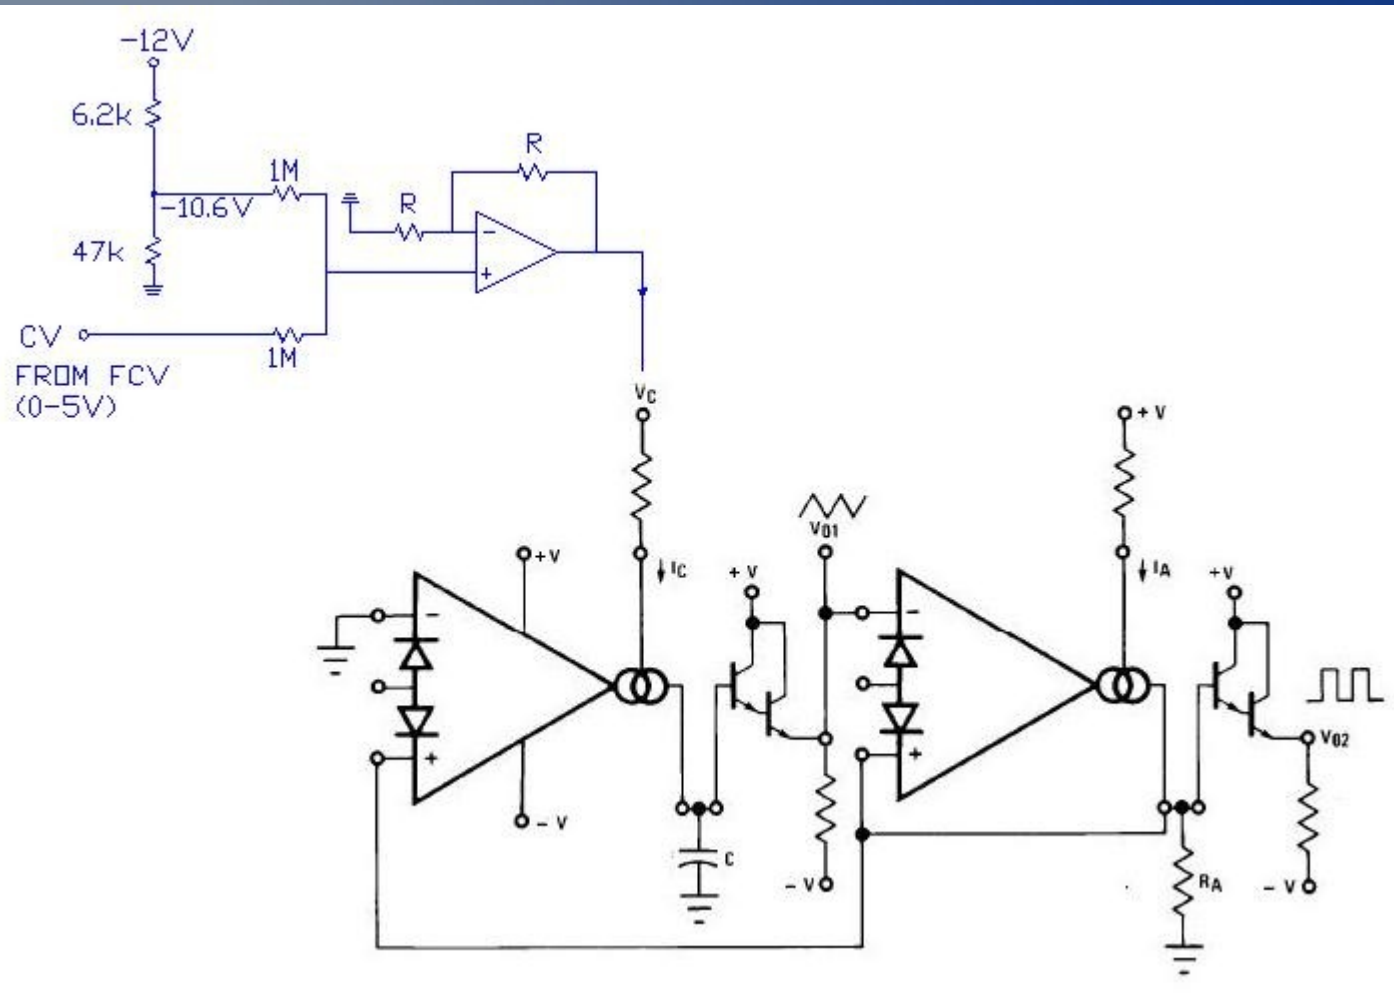 -12V
6.2k
1M
R
R
-10.6V
47k
-
+
CV
1M
FROM FCV
(0-5V)
VC
+V
V01
+V
IC
+V
IA
+V
-
-
+
+
V02
-V
C
-V
RA
-V